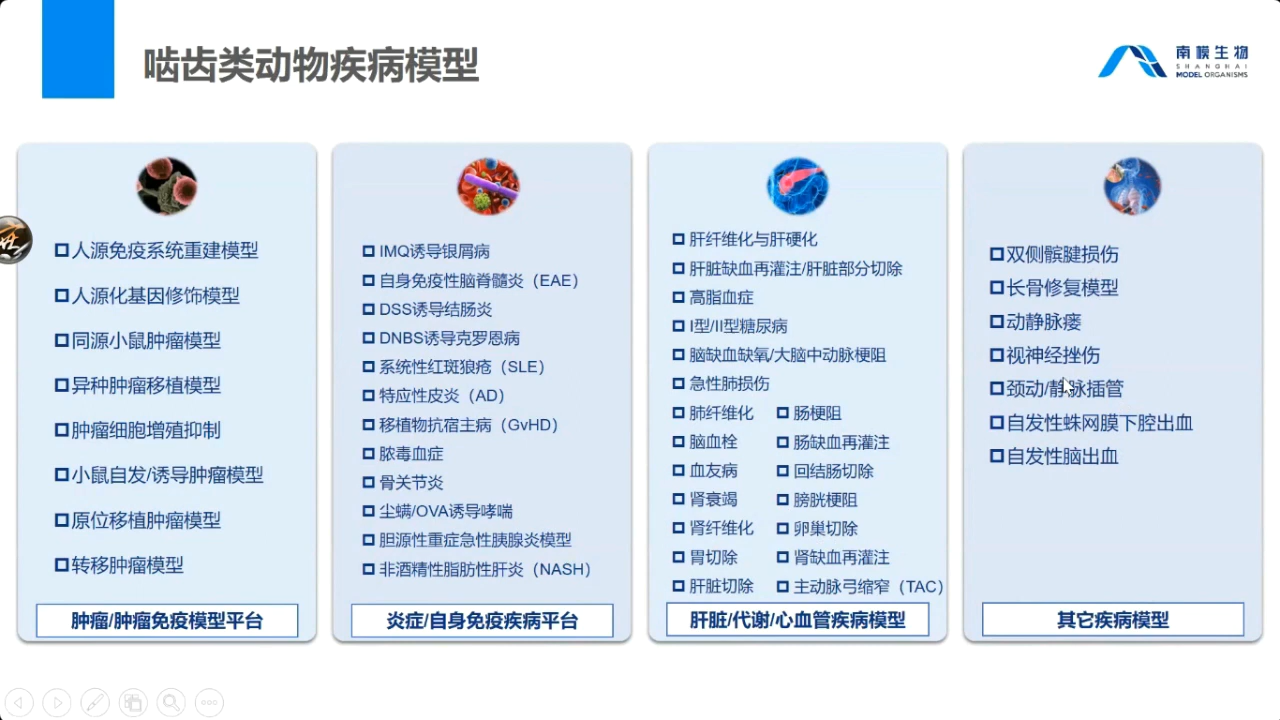 啮齿类动物疾病模型
南模生物
SHANGHAI
MODEL ORGANISMS
人源免疫系统重建模型
人源化基因修饰模型
同源小鼠肿瘤模型
异种肿瘤移植模型
肿瘤细胞增殖抑制
小鼠自发/诱导肿瘤模型
原位移植肿瘤模型
转移肿瘤模型
肿瘤/肿瘤免疫模型平台
IMQ诱导银屑病
自身免疫性脑脊髓炎（EAE）
DSS诱导结肠炎
DNBS诱导克罗恩病
系统性红斑狼疮（SLE）
特应性皮炎（AD）
移植物抗宿主病（GvHD）
脓毒血症
骨关节炎
尘螨/OVA诱导哮喘
胆源性重症急性胰腺炎模型
非酒精性脂肪性肝炎（NASH）
炎症/自身免疫疾病平台
肝纤维化与肝硬化
肝脏缺血再灌注/肝脏部分切除
高脂血症
I型/II型糖尿病
脑缺血缺氧/大脑中动脉梗阻
急性肺损伤
肺纤维化 肠梗阻
脑血栓 肠缺血再灌注
血友病 回结肠切除
肾衰竭 膀胱梗阻
肾纤维化 卵巢切除
胃切除 肾缺血再灌注
肝脏切除 主动脉弓缩窄（TAC）
肝脏/代谢/心血管疾病模型
双侧髌腱损伤
长骨修复模型
动静脉瘘
视神经挫伤
颈动/静脉插管
自发性蛛网膜下腔出血
自发性脑出血
其它疾病模型